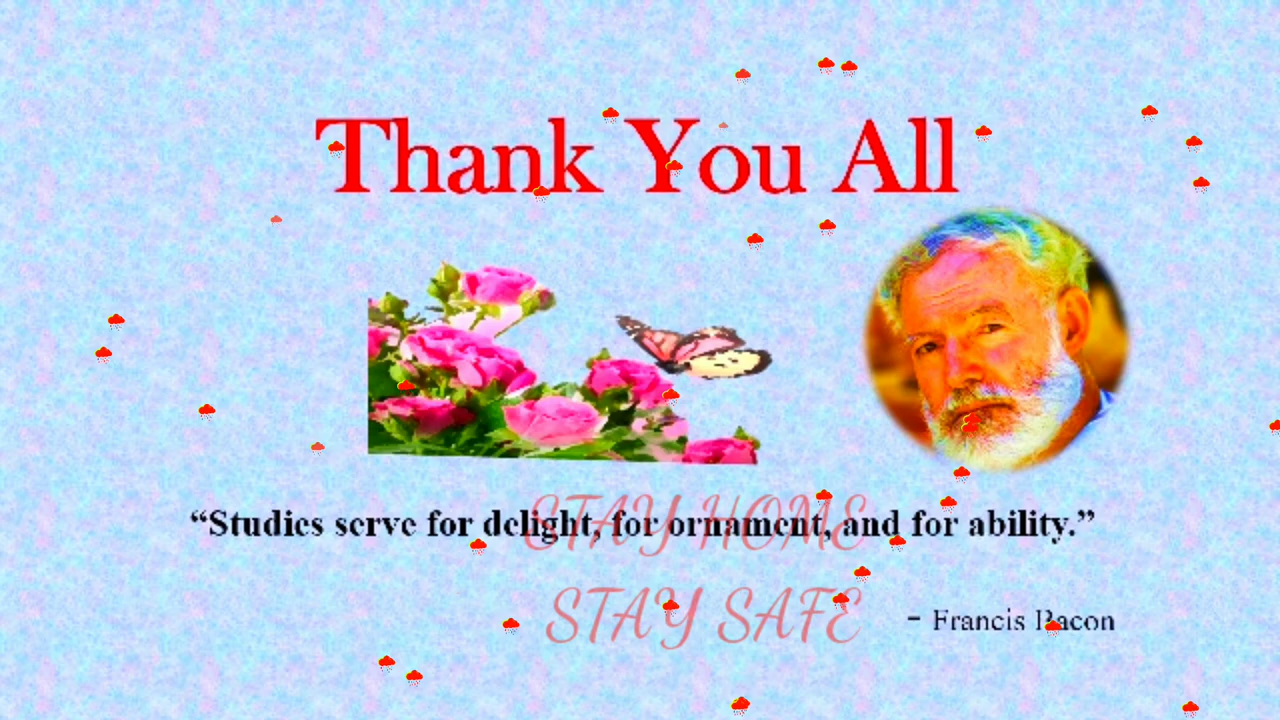 Thank You All
“Studies serve for delight, for ornament, and for ability.”
STAY HOME
STAY SAFE
- Francis Bacon